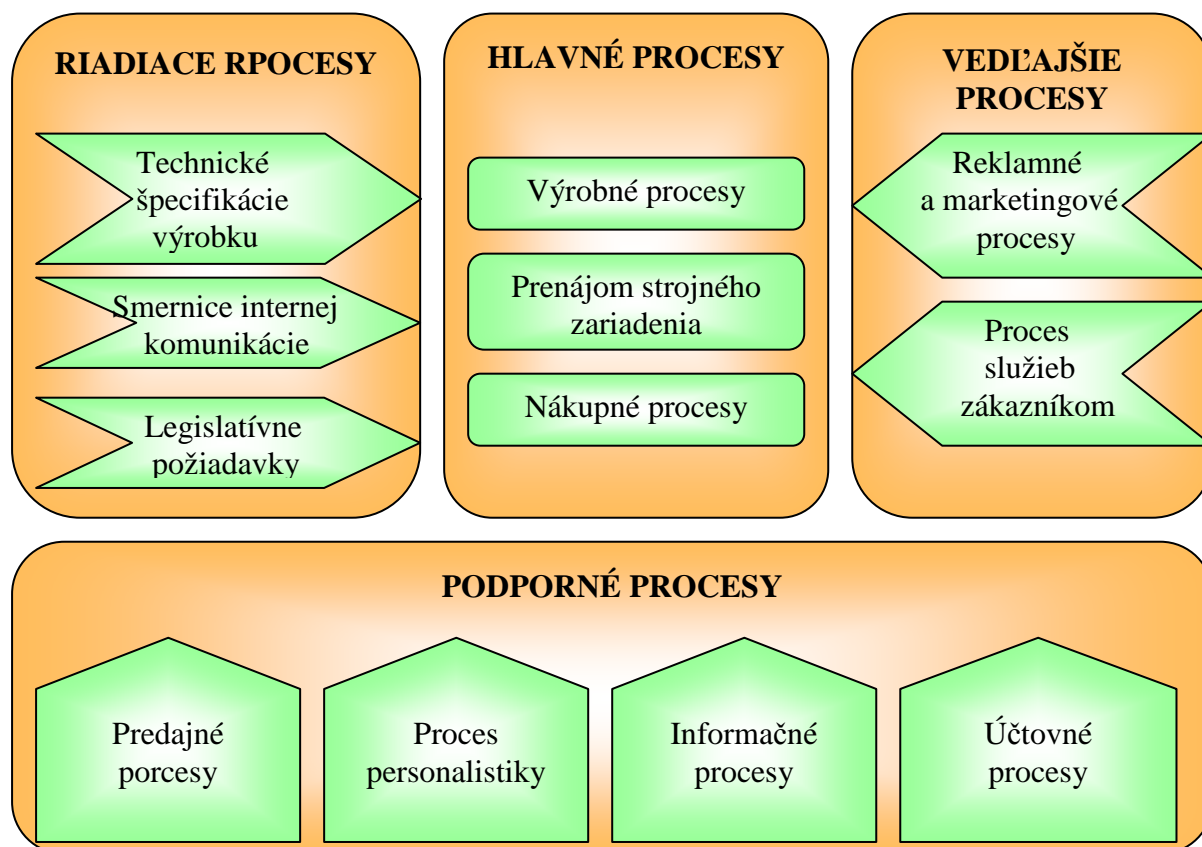 RIADIACE RPOCESY
Technické
špecifikácie
výrobku
Smernice internej
komunikácie
Legislatívne
požiadavky
HLAVNÉ PROCESY
Výrobné procesy
Prenájom strojného
zariadenia
Nákupné procesy
VEDĽAJŠIE
PROCESY
Reklamné
a marketingové
procesy
Proces
služieb
zákazníkom
PODPORNÉ PROCESY
Predajné
porcesy
Proces
personalistiky
Informačné
procesy
Účtovné
procesy